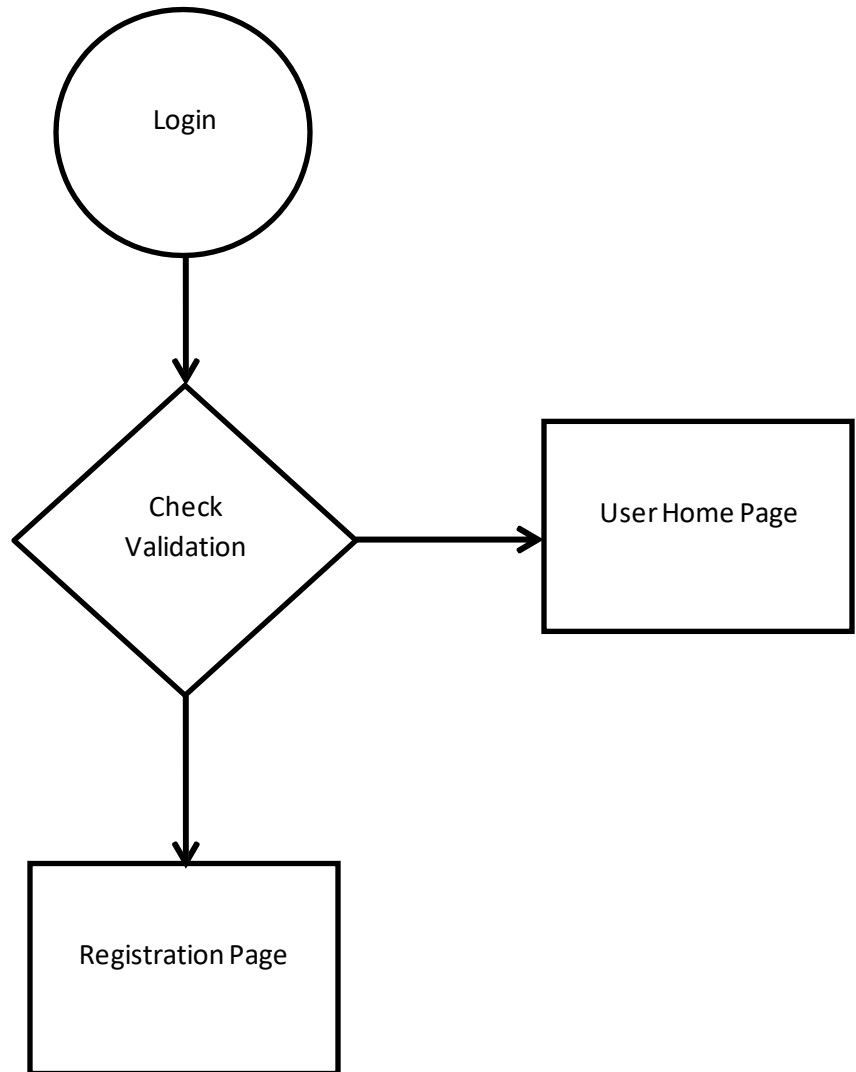 Login
Check
Validation
User Home Page
Registration Page